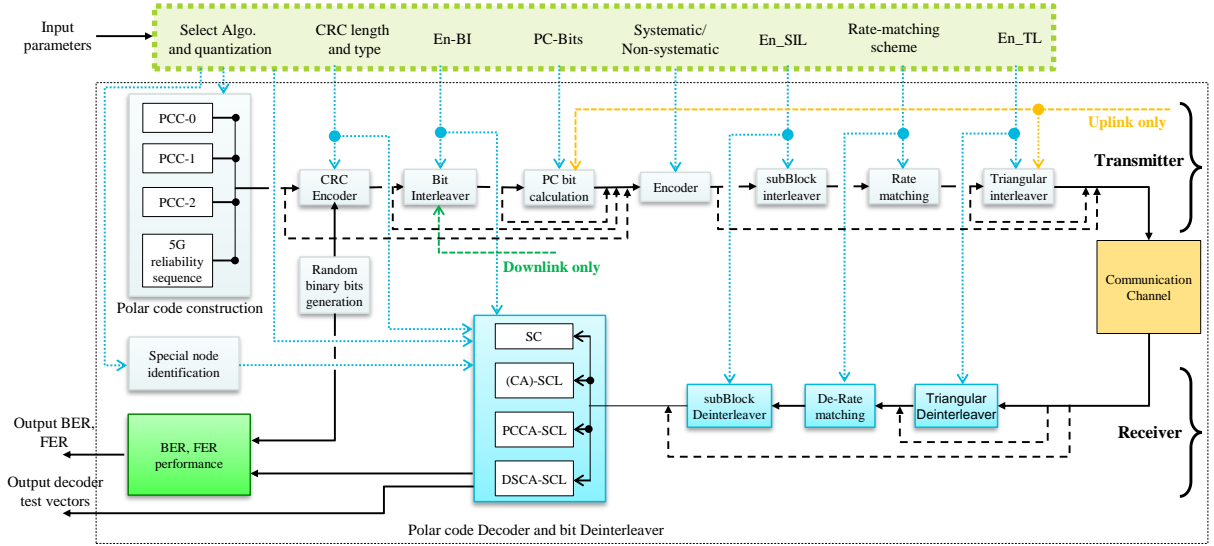 Input
parameters
Select Algo.
and quantization
CRC length
and type
En-BI
PC-Bits
Systematic/
Non-systematic
En_SIL
Rate-matching
scheme
En_TL
Uplink only
Transmitter
PCC-0
PCC-1
PCC-2
5G
reliability
sequence
Polar code construction
CRC
Encoder
Bit
Interleaver
PC bit
calculation
Encoder
subBlock
interleaver
Rate
matching
Triangular
interleaver
Downlink only
Random
binary bits
generation
Communication
Channel
Special node
identification
SC
(CA)-SCL
PCCA-SCL
DSCA-SCL
subBlock
Deinterleaver
De-Rate
matching
Triangular
Deinterleaver
Receiver
Output BER,
FER
BER, FER
performance
Output decoder
test vectors
Polar code Decoder and bit Deinterleaver